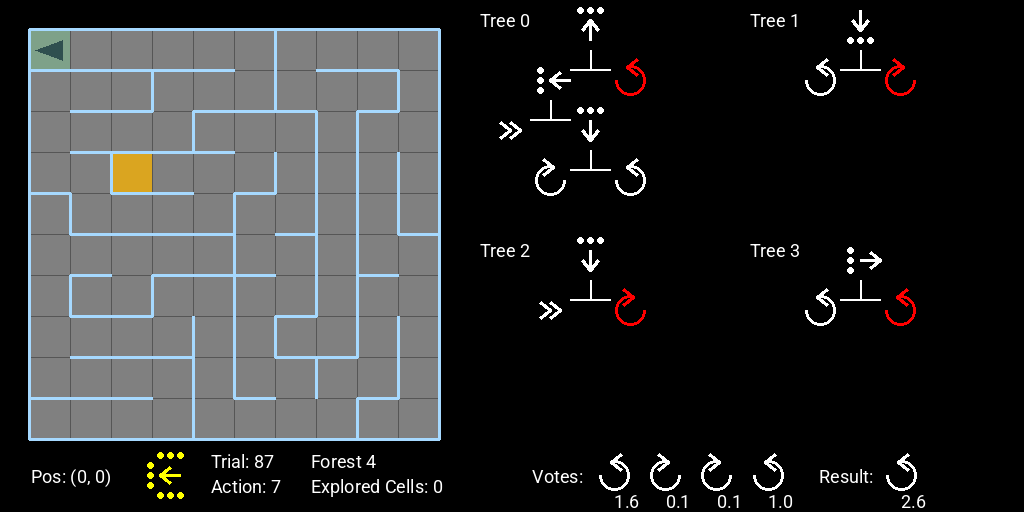 Tree 0
Tree 1
Tree 2
Tree 3
Pos: (0, 0)
Trial: 87
Forest 4
Action: 7
Explored Cells: 0
Votes:
1.6
0.1
0.1
1.0
Result:
2.6